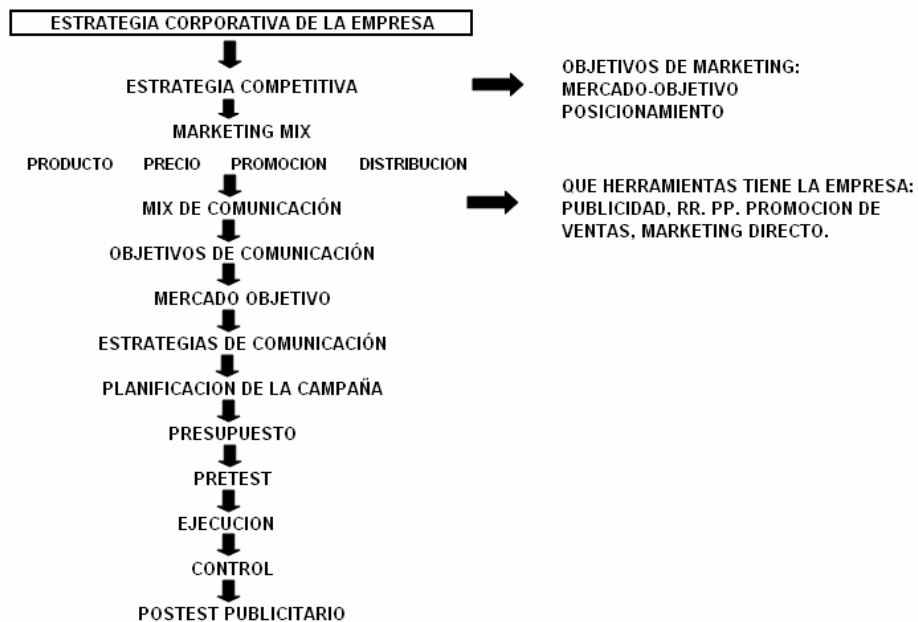 ESTRATEGIA CORPORATIVA DE LA EMPRESA
ESTRATEGIA COMPETITIVA
OBJETIVOS DE MARKETING:
MERCADO-OBJETIVO
POSICIONAMIENTO
MARKETING MIX
PRODUCTO PRECIO PROMOCION DISTRIBUCION
MIX DE COMUNICACIÓN
QUE HERRAMIENTAS TIENE LA EMPRESA:
PUBLICIDAD, RR. PP. PROMOCION DE
VENTAS, MARKETING DIRECTO.
OBJETIVOS DE COMUNICACIÓN
MERCADO OBJETIVO
ESTRATEGIAS DE COMUNICACIÓN
PLANIFICACION DE LA CAMPAÑA
PRESUPUESTO
PRETEST
EJECUCION
CONTROL
POSTEST PUBLICITARIO